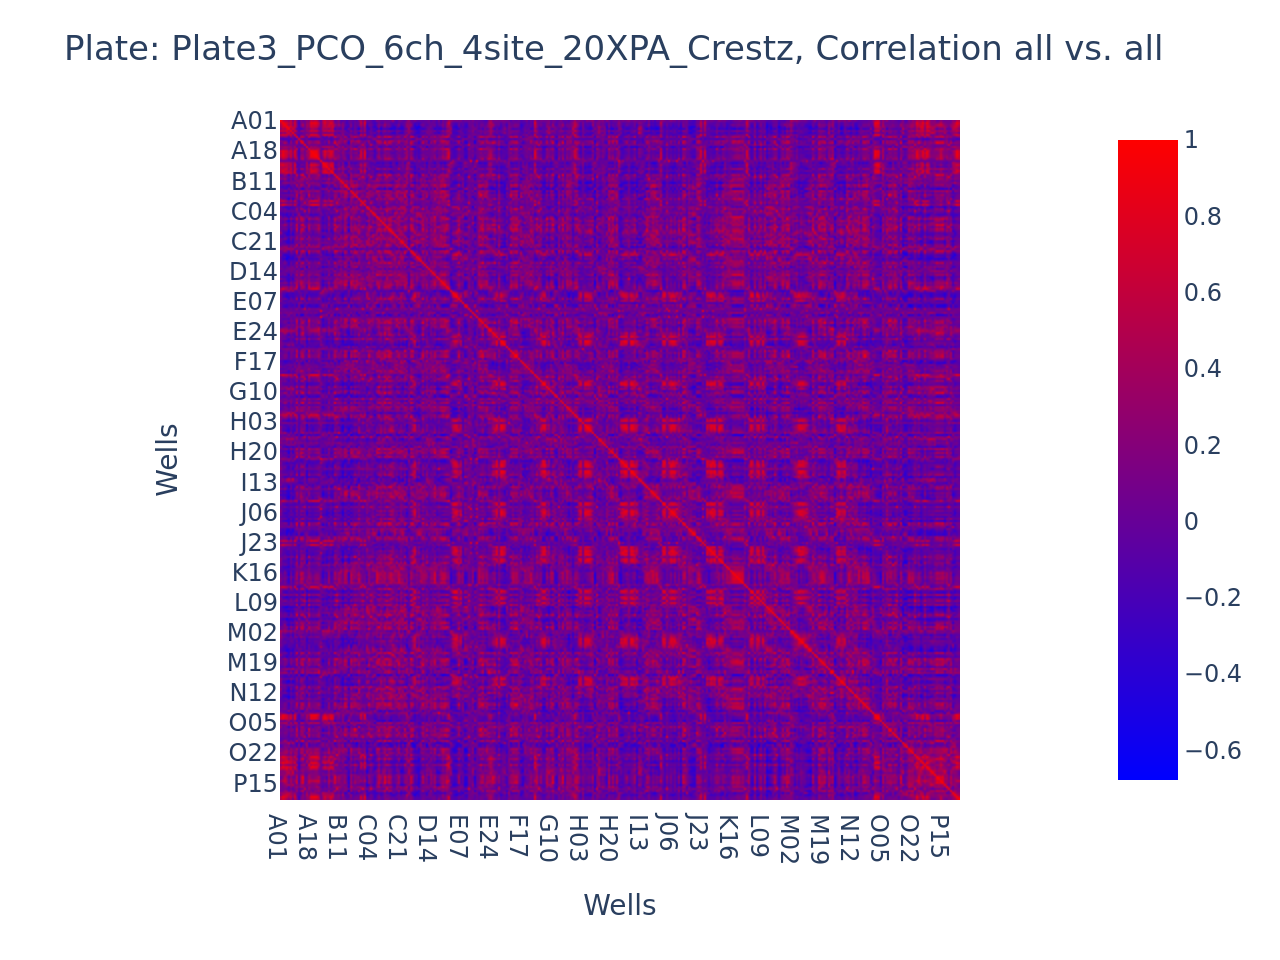 Plate: Plate3_PCO_6ch_4site_20XPA_Crestz, Correlation all vs. all
A01
A18
B11
C04
C21
D14
E07
E24
F17
G10
H03
H20
I13
J06
J23
K16
L09
M02
M19
N12
O05
O22
P15
Wells
A01 A18 B11 C04 C21 D14 E07 E24 F17 G10 H03 H20 I13 J06 J23 K16 L09 M02 M19 N12 O05 O22 P15
Wells
1
0.8
0.6
0.4
0.2
0
−0.2
−0.4
−0.6